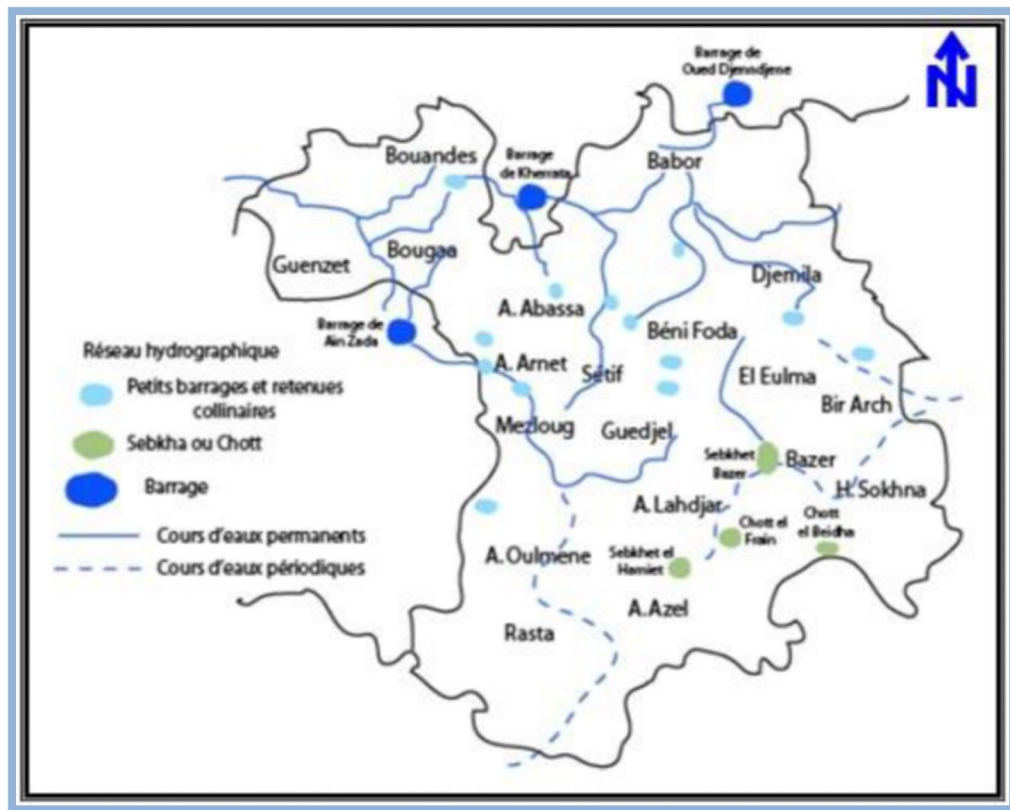 Barrage de
Oued Djenndjene
N
Bouandes
Barrage
de Kherrata
Babor
Guenzet
Bougaa
Djemila
A. Abassa
Barrage de
Ain Zada
Béni Foda
Réseau hydrographique
A. Arnet
Sétif
El Eulma
Petits barrages et retenues
collinaires
Bir Arch
Mezloug
Guedjel
Sebkha ou Chott
Sebkhet
Bazer
Bazer
Barrage
H. Sokhna
A. Lahdjar
Chott
el Beidha
Chott el
Frain
Cours d'eaux permanents
A. Oulmene
Sebkhet el
Hamiet
Cours d'eaux périodiques
A. Azel
Rasta